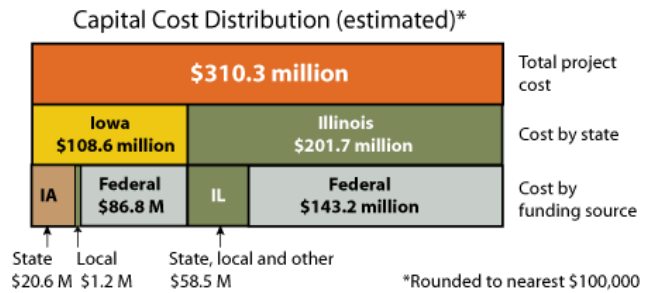 Capital Cost Distribution (estimated)*
$310.3 million
Total project
cost
Iowa
$108.6 million
Illinois
$201.7 million
Cost by state
IA
Federal
$86.8 M
IL
Federal
$143.2 million
Cost by
funding source
State
$20.6 M
Local
$1.2 M
State, local and other
$58.5 M
*Rounded to nearest $100,000